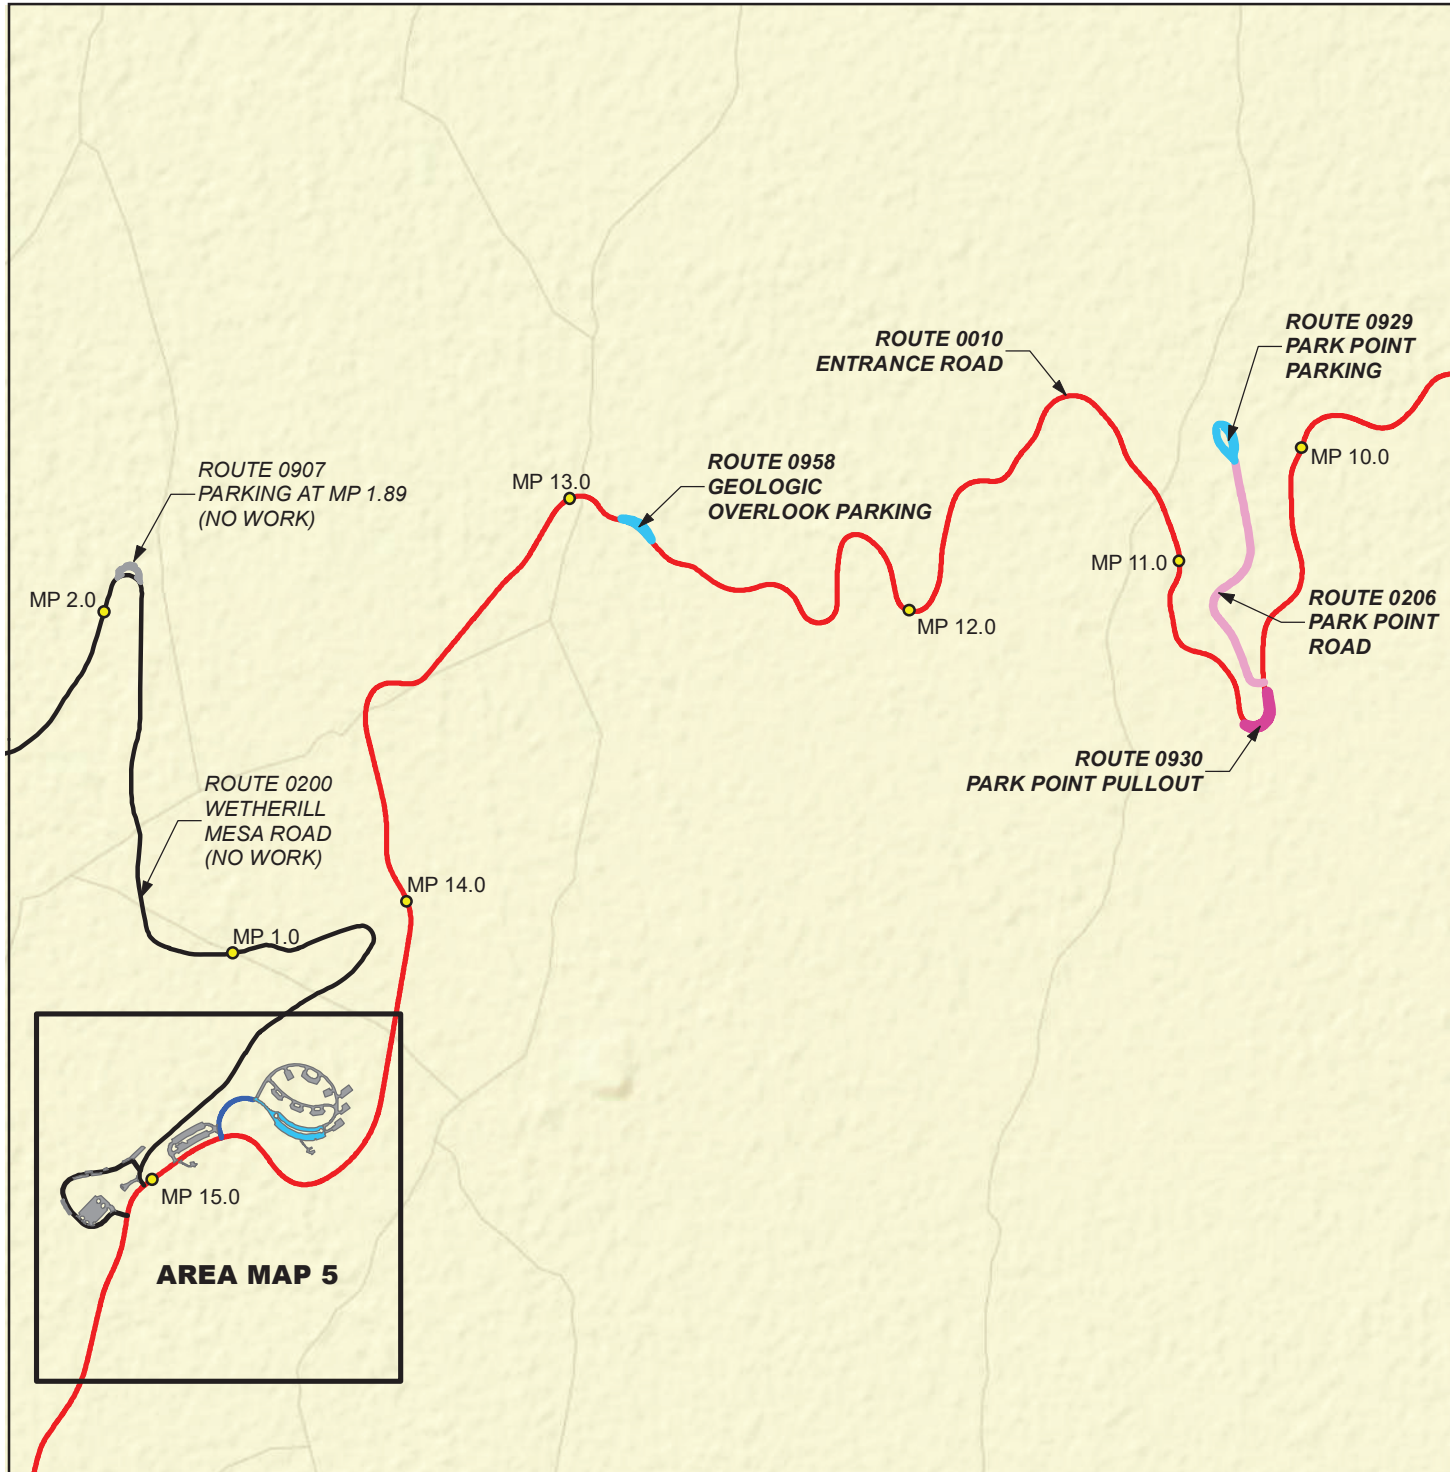 ROUTE 0929
PARK POINT
PARKING
ROUTE 0010
ENTRANCE ROAD
MP 10.0
ROUTE 0958
GEOLOGIC
OVERLOOK PARKING
ROUTE 0907
PARKING AT MP 1.89
(NO WORK)
MP 13.0
MP 11.0
MP 2.0
MP 12.0
ROUTE 0206
PARK POINT
ROAD
ROUTE 0930
PARK POINT PULLOUT
ROUTE 0200
WETHERILL
MESA ROAD
(NO WORK)
MP 14.0
MP 1.0
MP 15.0
AREA MAP 5